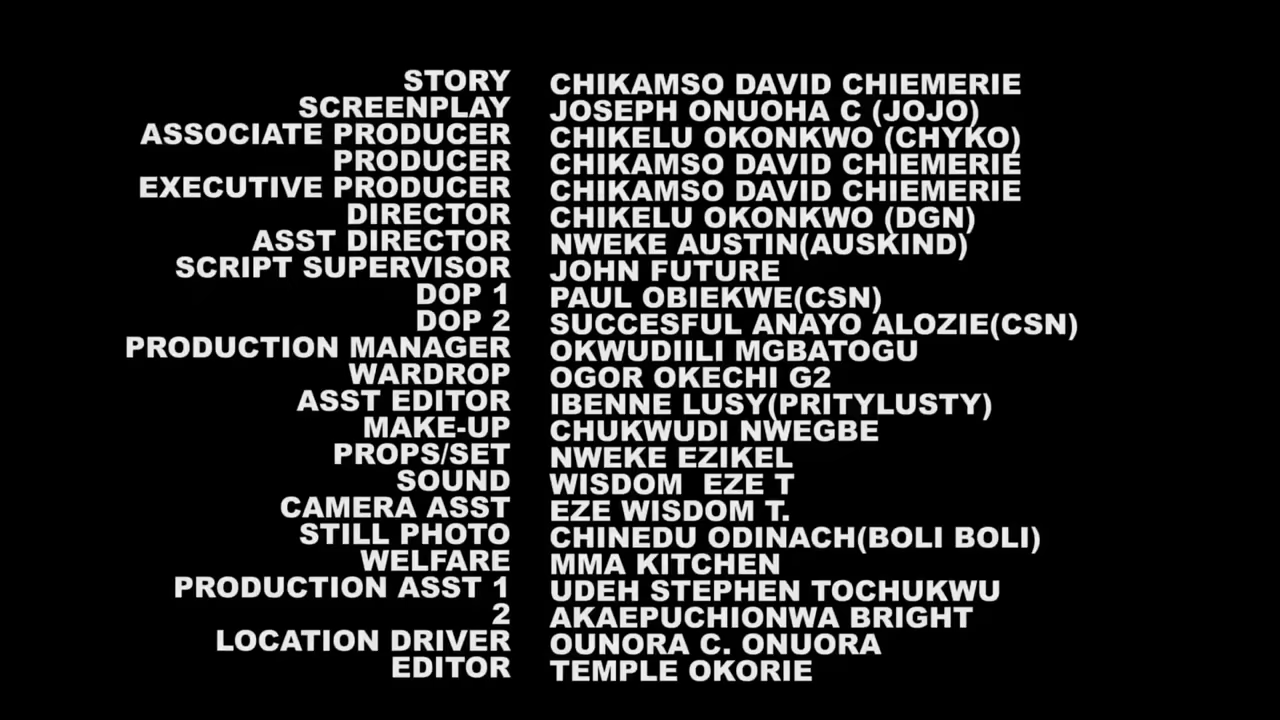 STORY CHIKAMSO DAVID CHIEMERIE
SCREENPLAY JOSEPH ONUOHA C (JOJO)
ASSOCIATE PRODUCER CHIKELU OKONKWO (CHYKO)
PRODUCER CHIKAMSO DAVID CHIEMERIE
EXECUTIVE PRODUCER CHIKAMSO DAVID CHIEMERIE
DIRECTOR CHIKELU OKONKWO (DGN)
ASST DIRECTOR NWEKE AUSTIN(AUSKIND)
SCRIPT SUPERVISOR JOHN FUTURE
DOP 1 PAUL OBIEKWE(CSN)
DOP 2 SUCCESFUL ANAYO ALOZIE(CSN)
PRODUCTION MANAGER OKWUDIILI MGBATOGU
WARDROP OGOR OKECHI G2
ASST EDITOR IBENNE LUSY(PRITYLUSTY)
MAKE-UP CHUKWUDI NWEGBE
PROPS/SET NWEKE EZIKEL
SOUND WISDOM  EZE T
CAMERA ASST EZE WISDOM T.
STILL PHOTO CHINEDU ODINACH(BOLI BOLI)
WELFARE MMA KITCHEN
PRODUCTION ASST 1 UDEH STEPHEN TOCHUKWU
2 AKAEPUCHIONWA BRIGHT
LOCATION DRIVER OUNORA C. ONUORA
EDITOR TEMPLE OKORIE